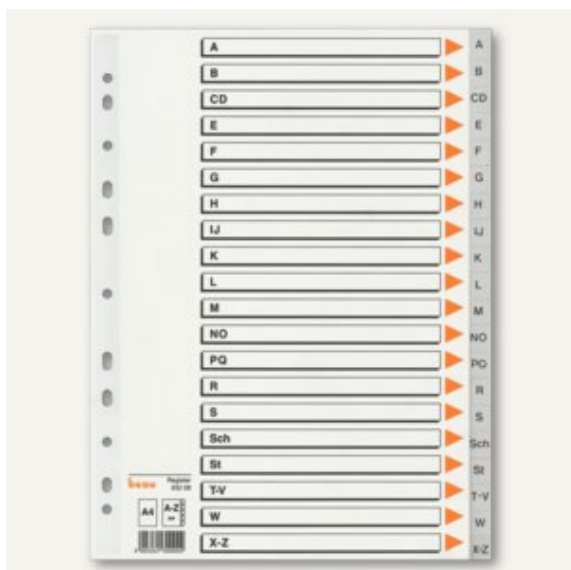 A A
B B
CD CD
E E
F F
G G
H H
IJ IJ
K K
L L
M M
NO NO
PQ PQ
R R
S S
Sch Sch
St St
T-V T-V
W W
X-Z X-Z
Register
A4 A-Z